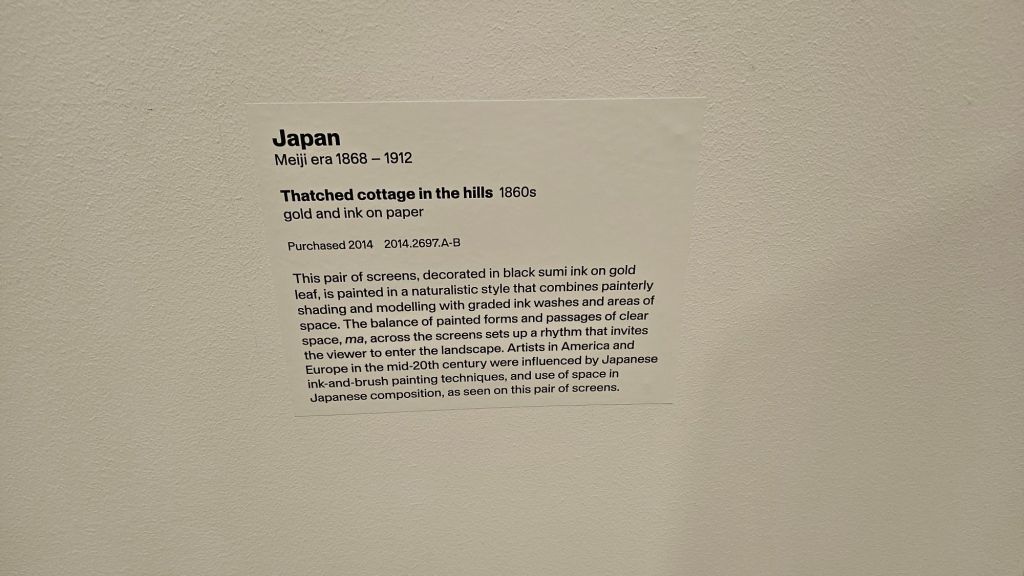 Japan
Meiji era 1868 – 1912
Thatched cottage in the hills 1860s
gold and ink on paper
Purchased 2014 2014.2697.A-B
This pair of screens, decorated in black sumi ink on gold
leaf, is painted in a naturalistic style that combines painterly
shading and modelling with graded ink washes and areas of
space. The balance of painted forms and passages of clear
space, ma, across the screens sets up a rhythm that invites
the viewer to enter the landscape. Artists in America and
Europe in the mid-20th century were influenced by Japanese
ink-and-brush painting techniques, and use of space in
Japanese composition, as seen on this pair of screens.